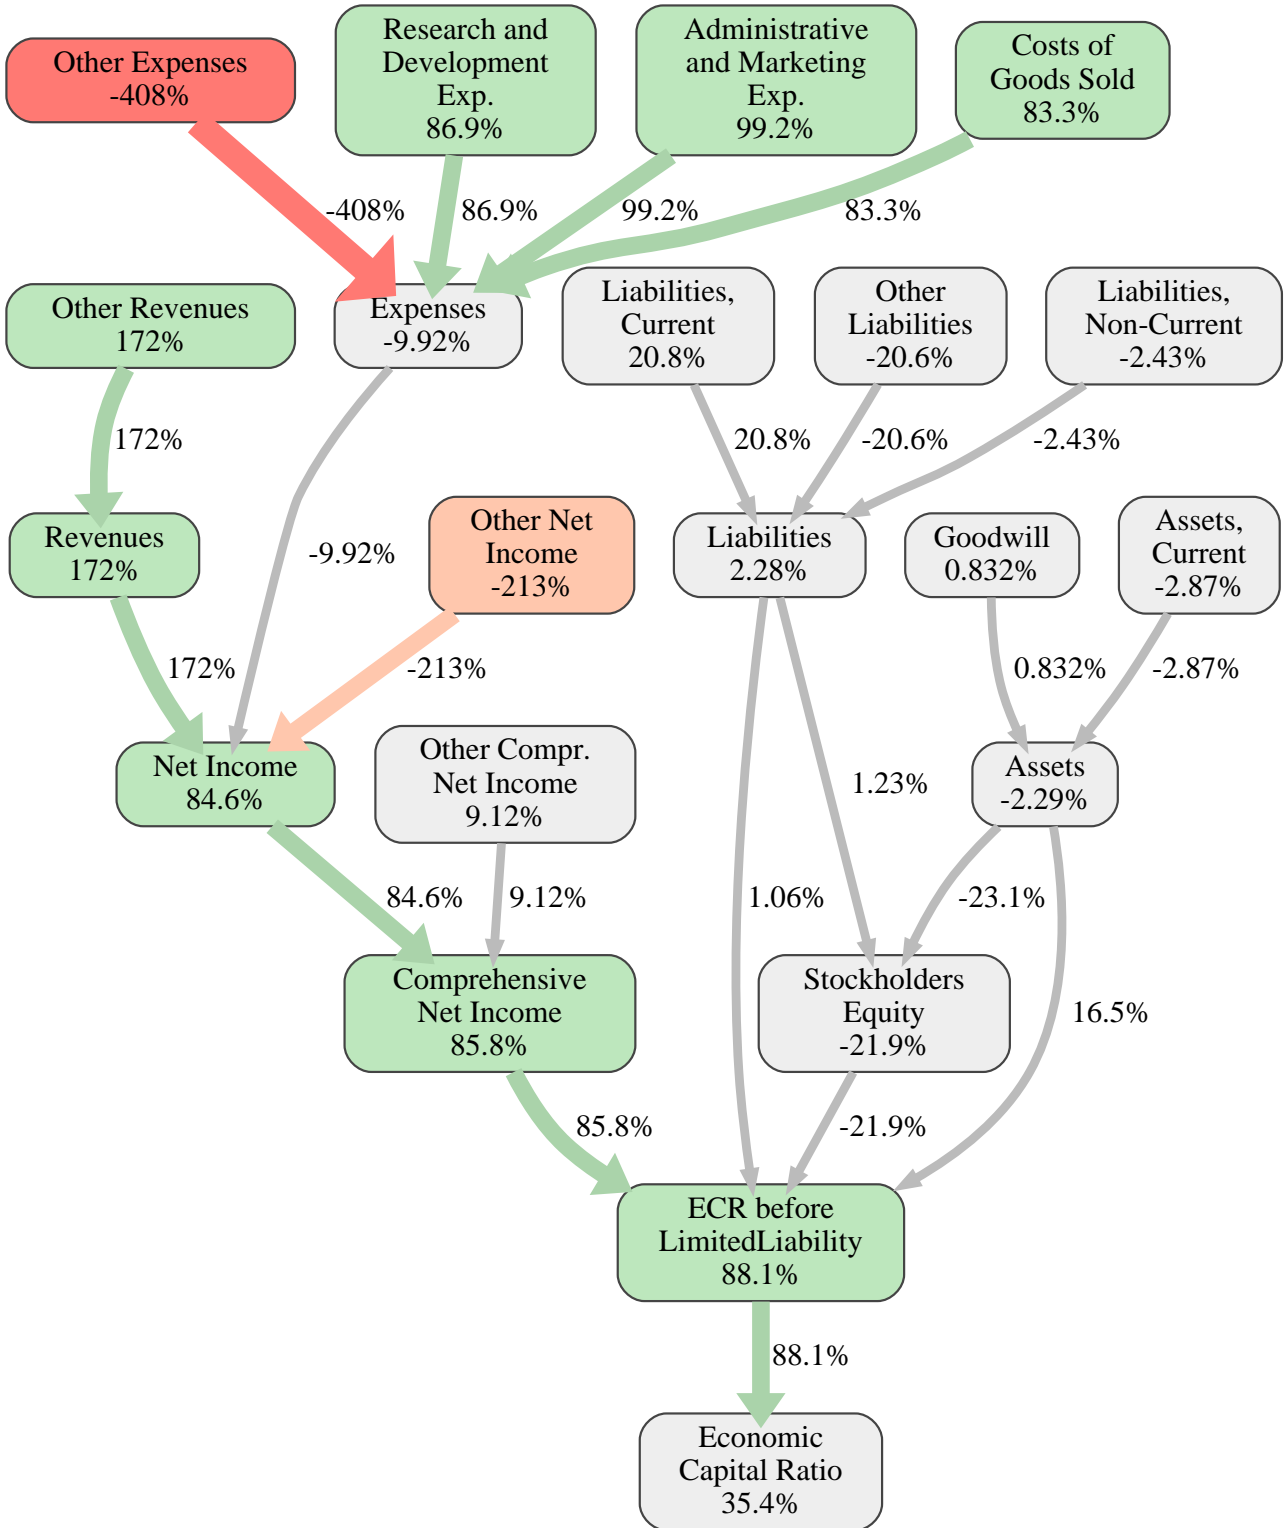 Other Expenses
-408%
Research and
Development
Exp.
86.9%
Administrative
and Marketing
Exp.
99.2%
Costs of
Goods Sold
83.3%
-408%
86.9%
99.2%
83.3%
Other Revenues
172%
Expenses
-9.92%
Liabilities,
Current
20.8%
Other
Liabilities
-20.6%
Liabilities,
Non-Current
-2.43%
172%
20.8%
-20.6%
-2.43%
Revenues
172%
-9.92%
Other Net
Income
-213%
Liabilities
2.28%
Goodwill
0.832%
Assets,
Current
-2.87%
172%
-213%
0.832%
-2.87%
Net Income
84.6%
Other Compr.
Net Income
9.12%
1.23%
Assets
-2.29%
84.6%
9.12%
1.06%
-23.1%
Comprehensive
Net Income
85.8%
Stockholders
Equity
-21.9%
16.5%
85.8%
-21.9%
ECR before
LimitedLiability
88.1%
88.1%
Economic
Capital Ratio
35.4%